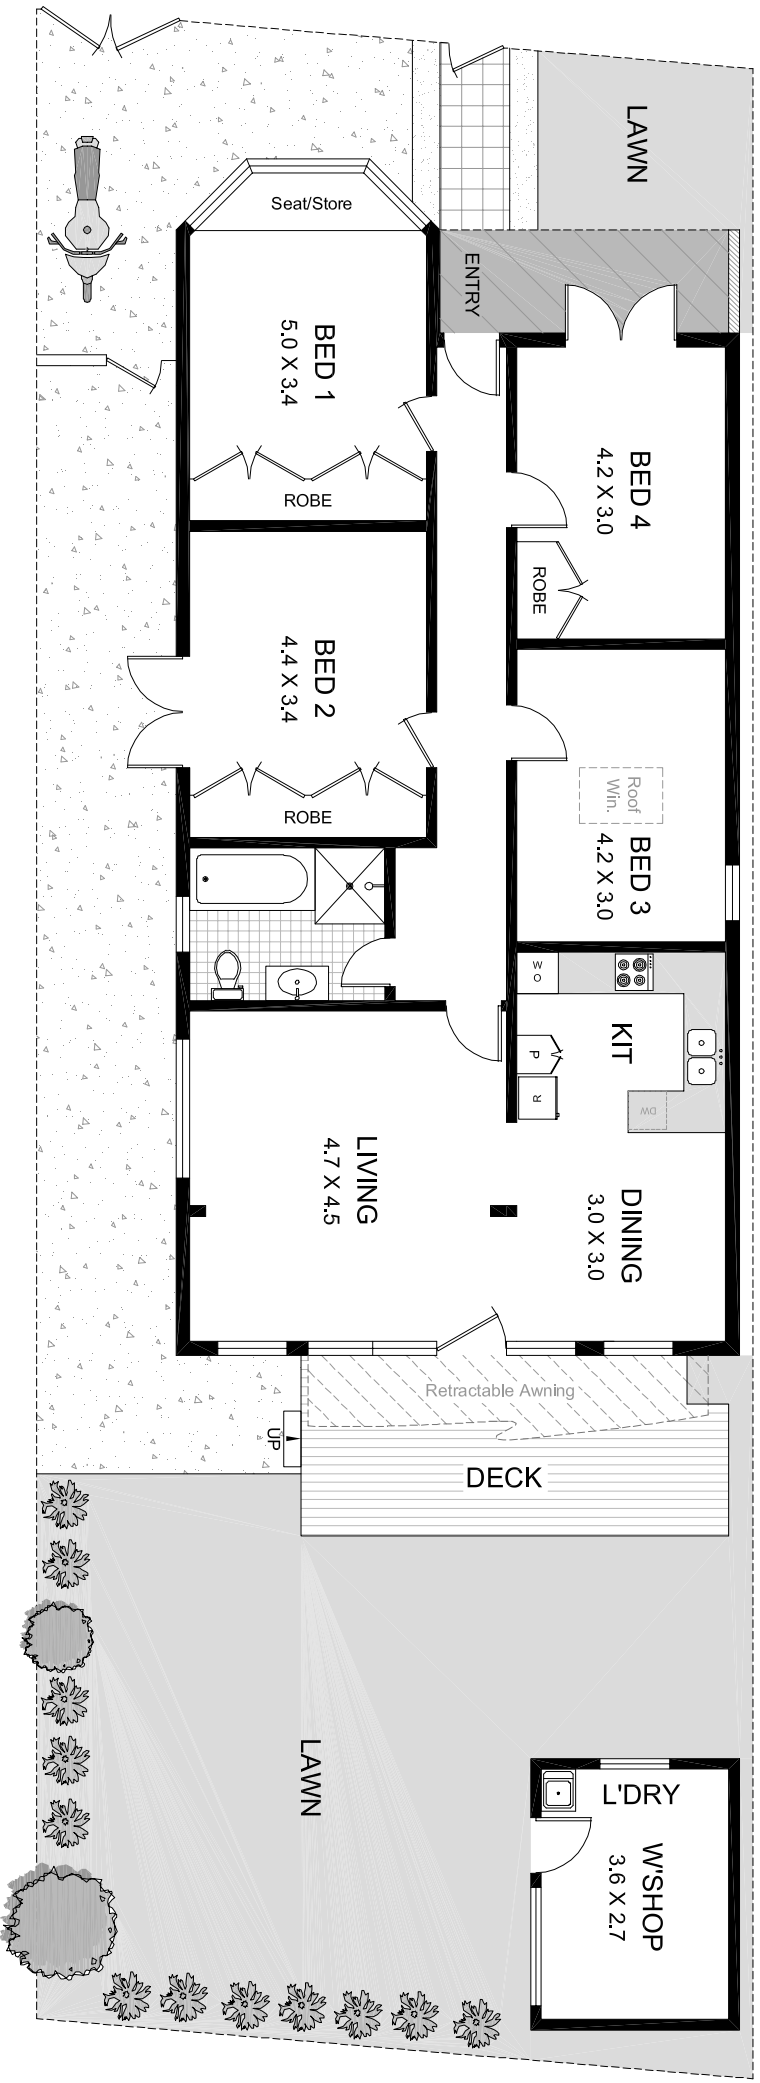 LAWN
Seat/Store
ENTRY
BED 1
5.0 X 3.4
ROBE
BED 4
4.2 X 3.0
ROBE
BED 2
4.4 X 3.4
ROBE
Roof
Win.
BED 3
4.2 X 3.0
W O
KIT
P
R
DW
LIVING
4.7 X 4.5
DINING
3.0 X 3.0
Retractable Awning
UP
DECK
LAWN
L'DRY
W'SHOP
3.6 X 2.7